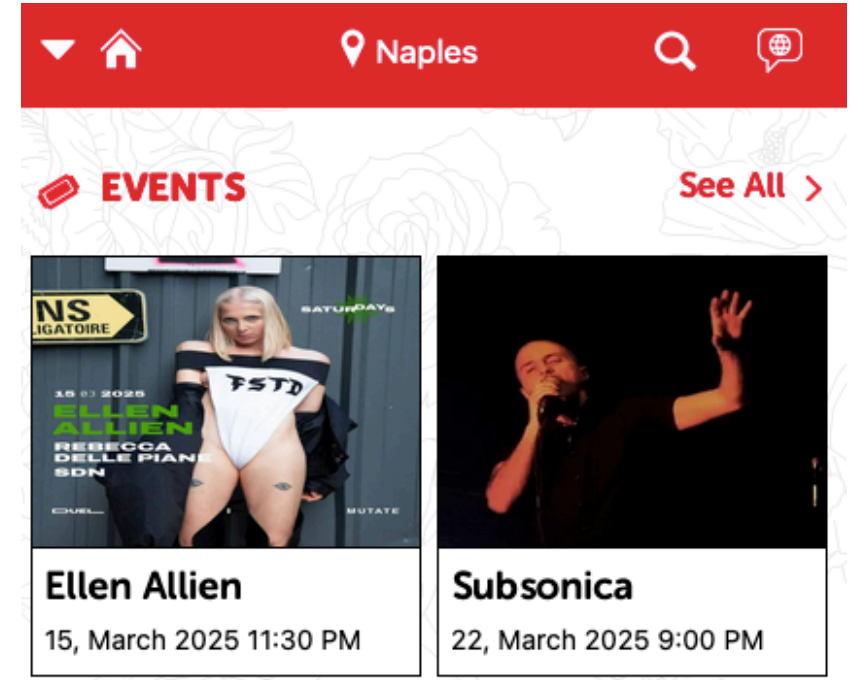 Naples
EVENTS
See All
NS
LIGATOIRE
SATURDAYS
FSTD
15 03 2025
ELLEN
ALLIEN
REBECCA
DELLE PIANE
SDN
DUEL
MUTATE
Ellen Allien
15, March 2025 11:30 PM
Subsonica
22, March 2025 9:00 PM